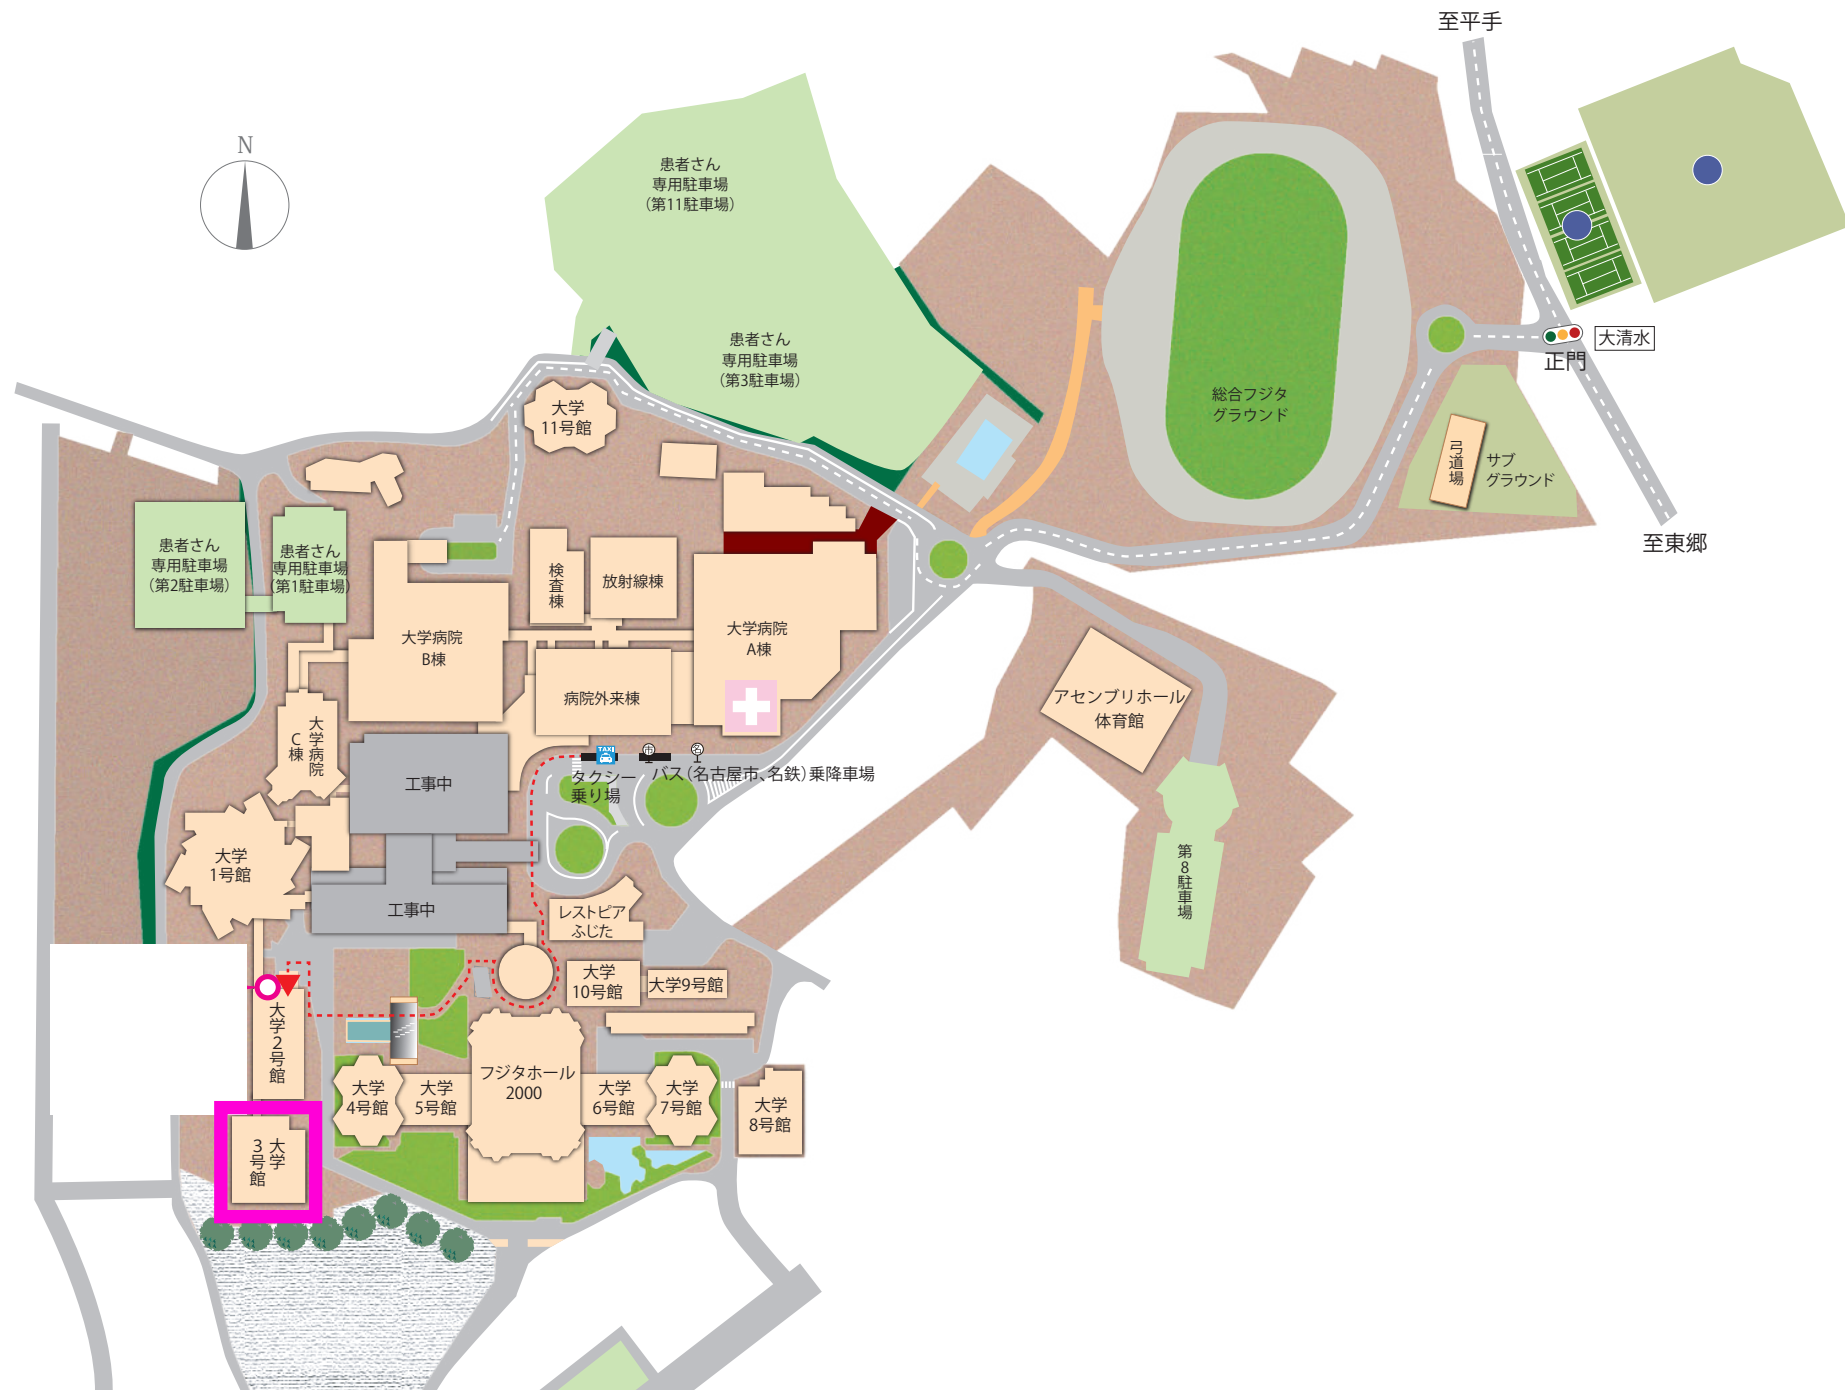 至平手
N
患者さん
専用駐車場
（第11駐車場）
患者さん
専用駐車場
（第3駐車場）
大清水
正門
総合フジタ
グラウンド
弓道場
サブ
グラウンド
至東郷
大学
11号館
患者さん
専用駐車場
（第2駐車場）
患者さん
専用駐車場
（第1駐車場）
検査棟
放射線棟
大学病院
B棟
大学病院
A棟
病院外来棟
アセンブリホール
体育館
大学病院
C棟
工事中
TAXI
市
名
タクシー
乗り場
バス（名古屋市、名鉄）乗降車場
大学
1号館
第8駐車場
工事中
レストピア
ふじた
大学
10号館
大学9号館
大学2号館
フジタホール
2000
大学
4号館
大学
5号館
大学
6号館
大学
7号館
大学
8号館
大学
3号館